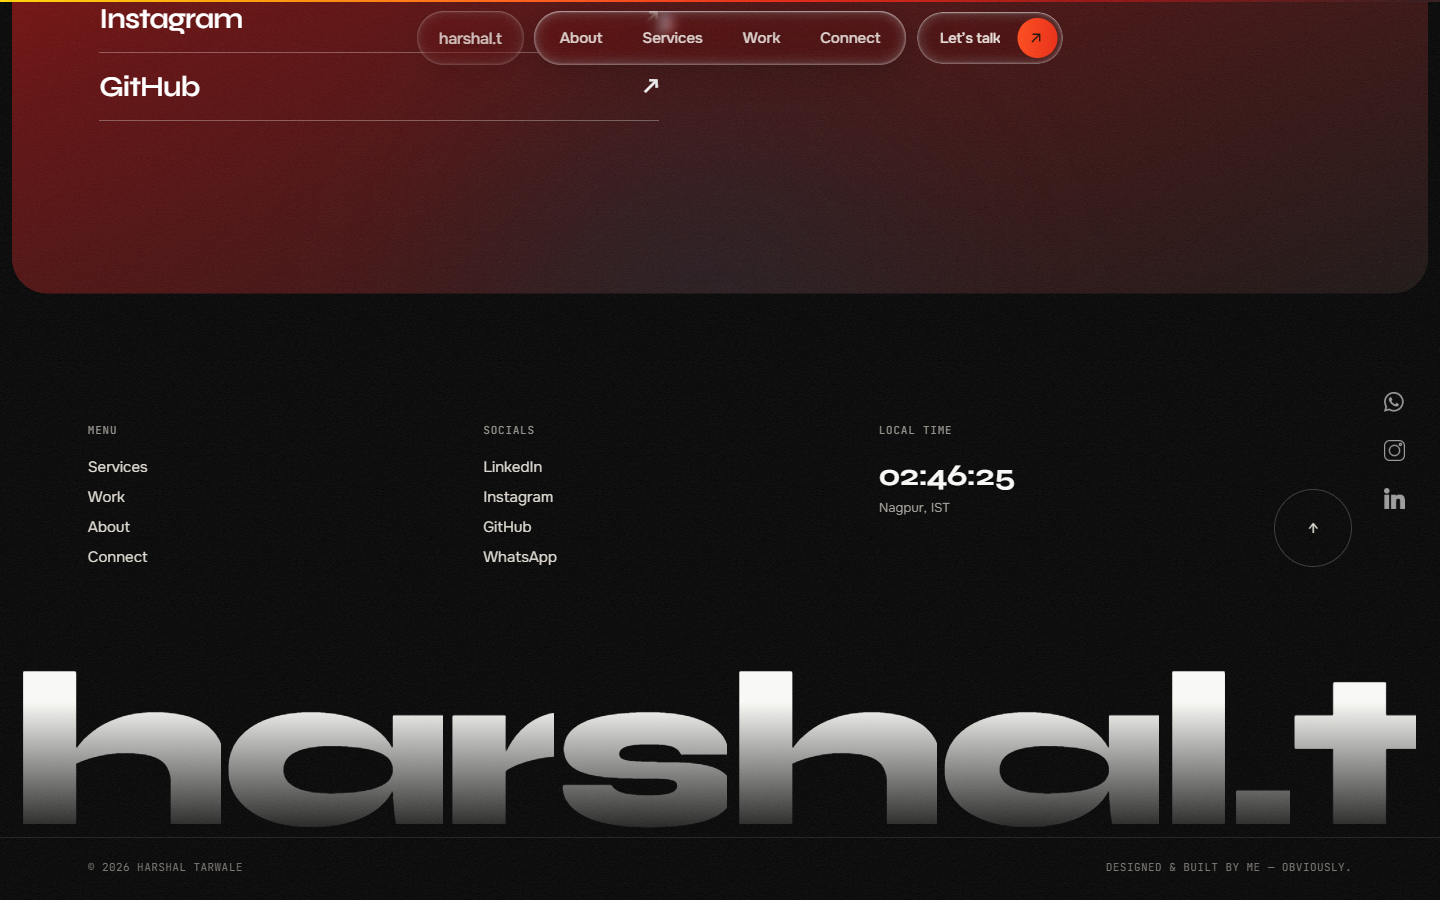 Instagram
harshal.t
About
Services
Work
Connect
Let's talk
GitHub
MENU
Services
Work
About
Connect
SOCIALS
LinkedIn
Instagram
GitHub
WhatsApp
LOCAL TIME
02:46:25
Nagpur, IST
harshal.t
© 2026 HARSHAL TARWALE
DESIGNED & BUILT BY ME — OBVIOUSLY.